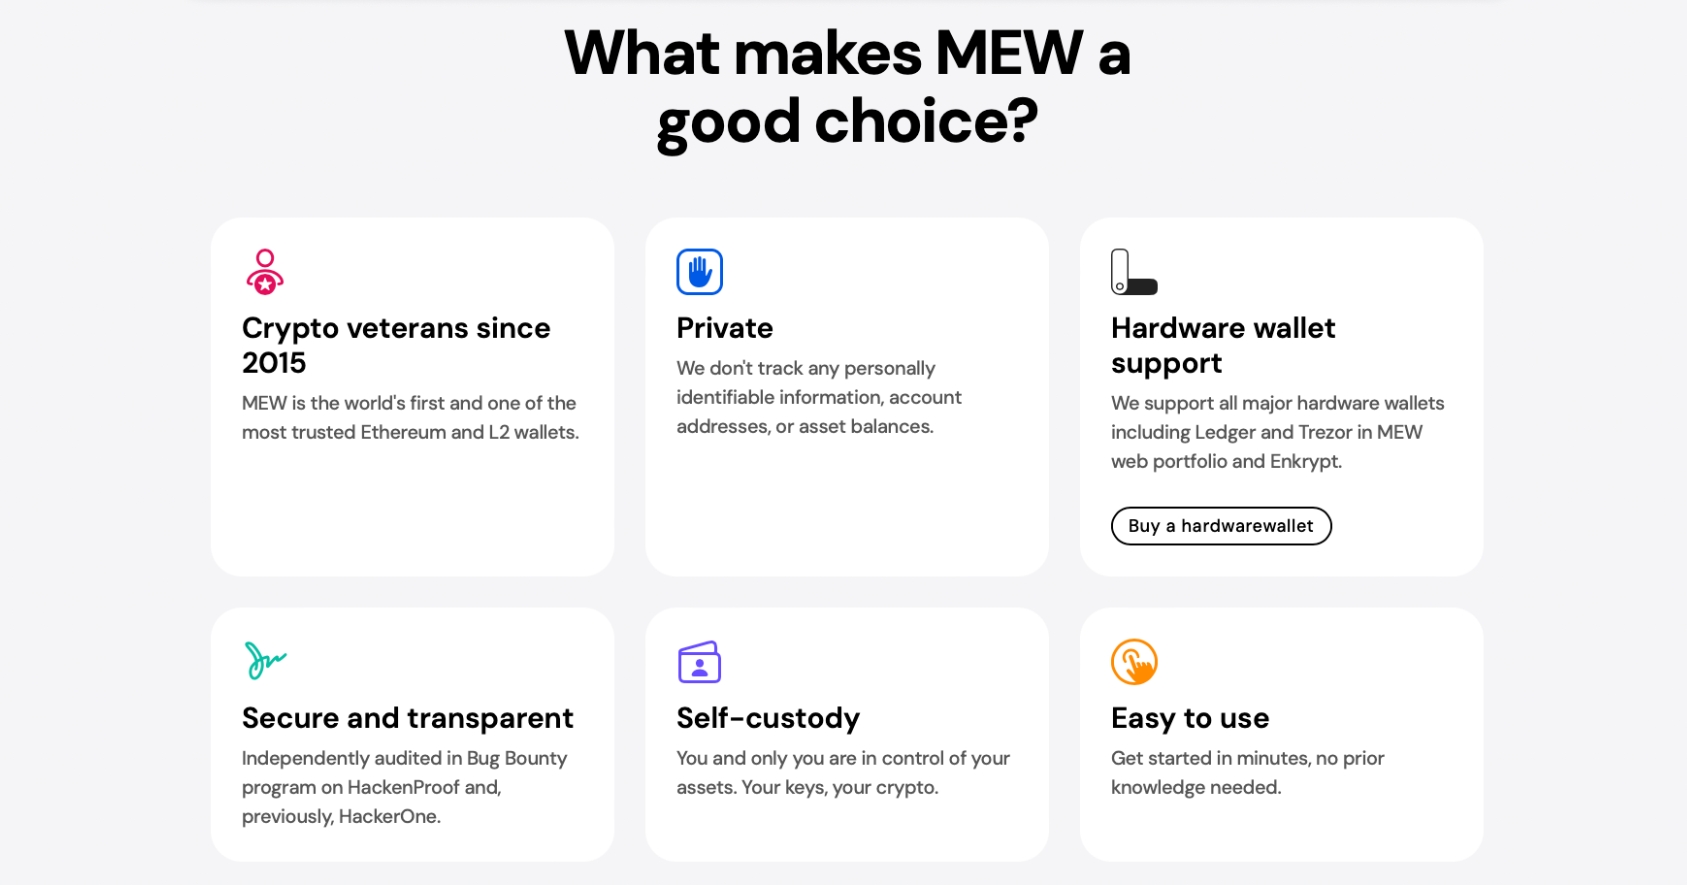 What makes MEW a
good choice?
Crypto veterans since
2015
MEW is the world's first and one of the
most trusted Ethereum and L2 wallets.
Private
We don't track any personally
identifiable information, account
addresses, or asset balances.
Hardware wallet
support
We support all major hardware wallets
including Ledger and Trezor in MEW
web portfolio and Enkrypt.
Buy a hardwarewallet
Secure and transparent
Independently audited in Bug Bounty
program on HackenProof and,
previously, HackerOne.
Self-custody
You and only you are in control of your
assets. Your keys, your crypto.
Easy to use
Get started in minutes, no prior
knowledge needed.